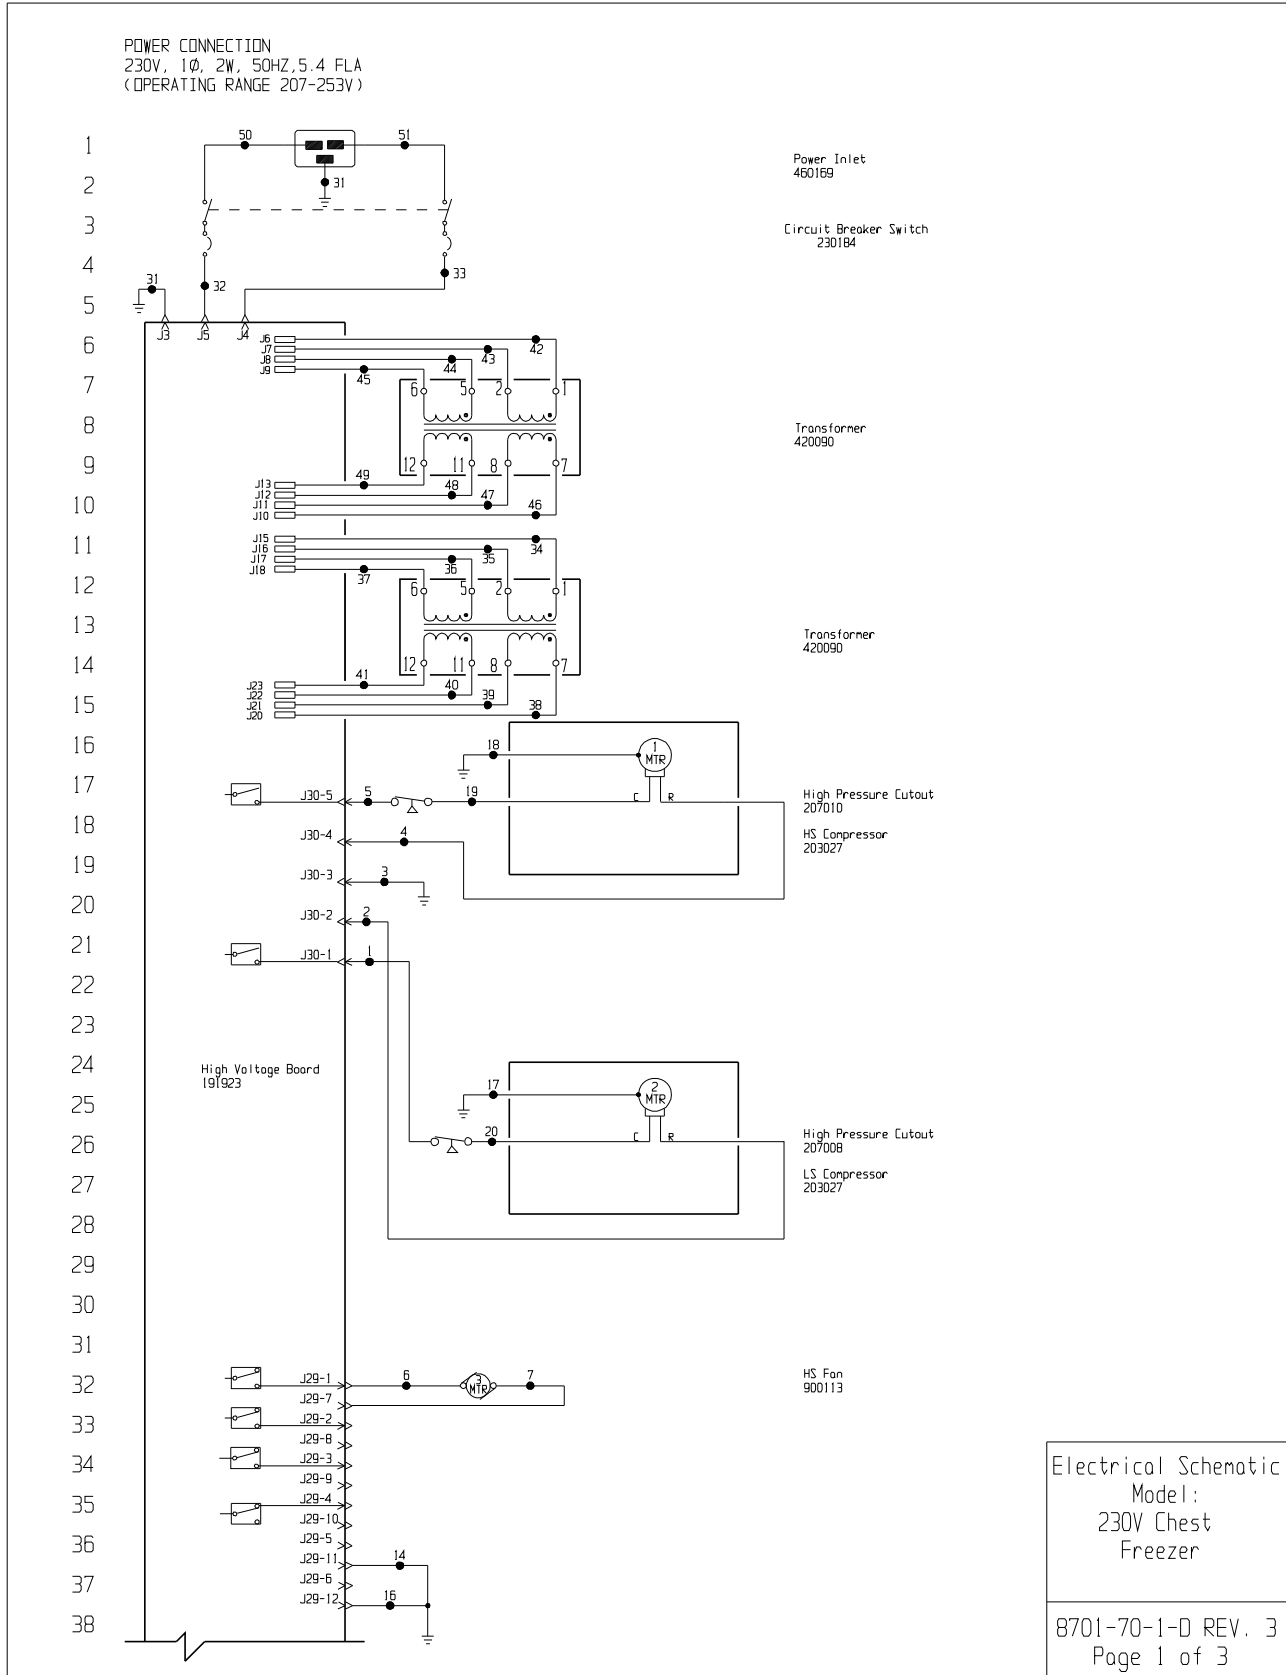 POWER CONNECTION
230V, 1Ø, 2W, 50HZ,5.4 FLA
(OPERATING RANGE 207-253V)
1
50
51
Power Inlet
460169
2
31
3
Circuit Breaker Switch
230184
4
31
32
33
5
J3
J5
J4
6
J6
J7
J8
J9
42
43
44
45
7
6
5
2
1
8
Transformer
420090
9
12
11
8
7
J13
J12
J11
J10
49
48
47
46
10
11
J15
J16
J17
J18
34
35
36
37
12
6
5
2
1
13
Transformer
420090
14
12
11
8
7
J23
J22
J21
J20
41
40
39
38
15
16
18
1
MTR
17
J30-5
5
19
C
R
High Pressure Cutout
207010
18
J30-4
4
HS Compressor
203027
19
J30-3
3
20
J30-2
2
21
J30-1
1
22
23
24
High Voltage Board
191923
17
2
MTR
25
26
20
C
R
High Pressure Cutout
207008
27
LS Compressor
203027
28
29
30
31
32
J29-1
6
3
MTR
7
HS Fan
900113
J29-7
33
J29-2
J29-8
34
J29-3
J29-9
35
J29-4
J29-10
36
J29-5
J29-11
14
37
J29-6
J29-12
16
38
Electrical Schematic
Model:
230V Chest
Freezer
8701-70-1-D REV. 3
Page 1 of 3